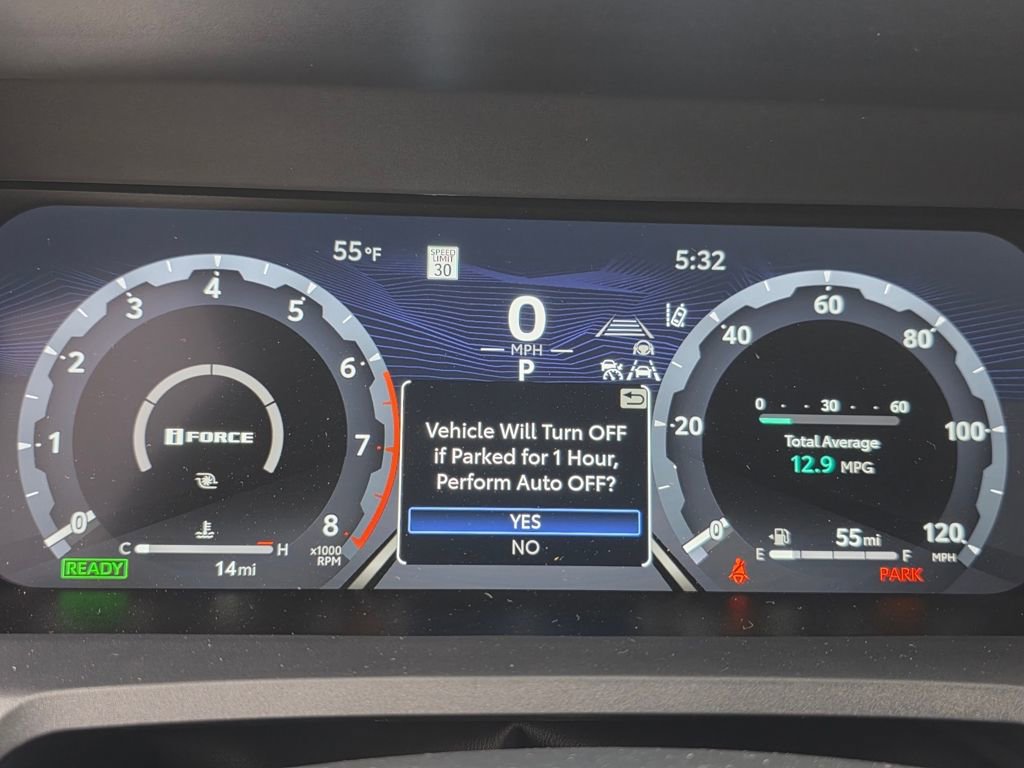 55°F
SPEED
LIMIT
30
5:32
0
MPH
P
0
1
2
3
4
5
6
7
8
x1000
RPM
iFORCE
C
H
READY
14mi
Vehicle Will Turn OFF
if Parked for 1 Hour,
Perform Auto OFF?
YES
NO
0
20
40
60
80
100
120
MPH
0 - 30 - 60
Total Average
12.9 MPG
55mi
E
F
PARK